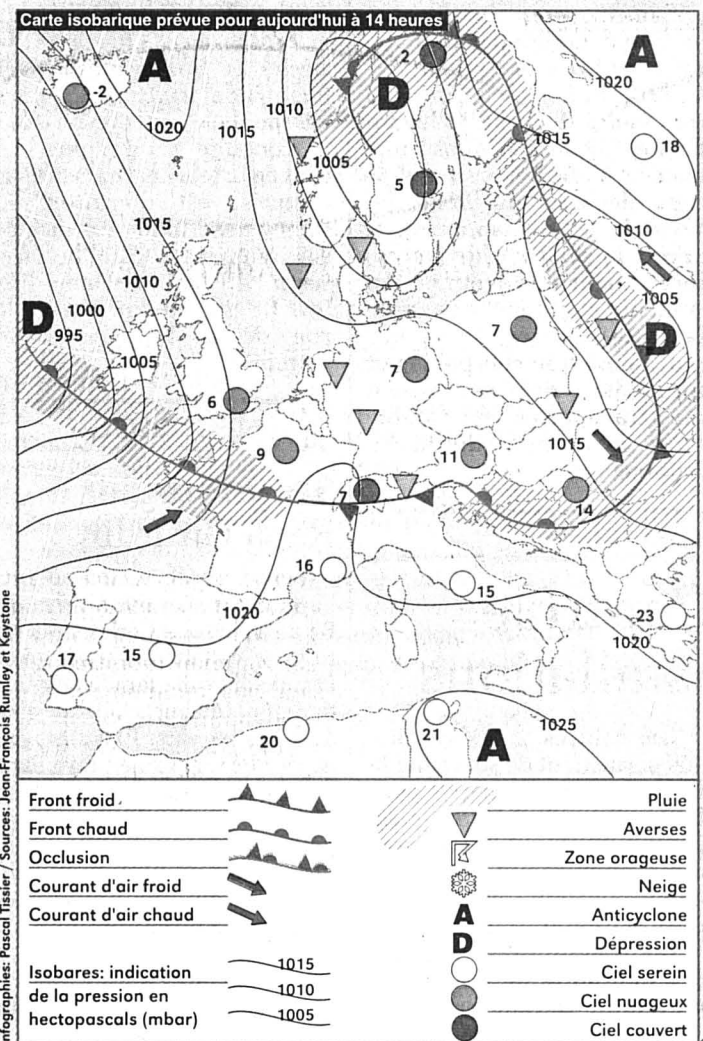 Carte isobarique prévue pour aujourd'hui à 14 heures
A
2
A
-2
D
1020
1020
1015
1010
1005
1015
18
5
1015
1010
1010
1005
D
1000
995
1005
7
D
7
6
1015
9
11
7
14
16
15
1020
23
1020
15
17
20
21
A
1025
Front froid
Front chaud
Occlusion
Courant d'air froid
Courant d'air chaud
Isobares: indication
de la pression en
hectopascals (mbar)
1015
1010
1005
Pluie
Averses
Zone orageuse
Neige
A Anticyclone
D Dépression
Ciel serein
Ciel nuageux
Ciel couvert
Infographies: Pascal Tissier / Sources: Jean-François Rumley et Keystone